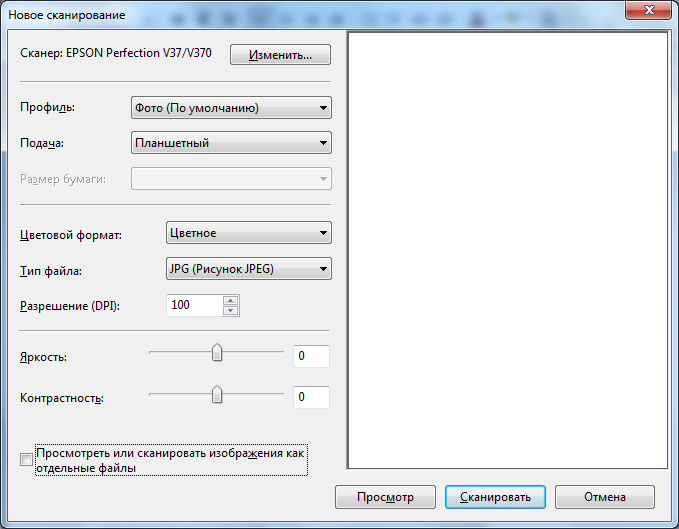 Новое сканирование
Сканер: EPSON Perfection V37/V370
Изменить...
Профиль:
Фото (По умолчанию)
Подача:
Планшетный
Размер бумаги:
Цветовой формат:
Цветное
Тип файла:
JPG (Рисунок JPEG)
Разрешение (DPI):
100
Яркость:
0
Контрастность:
0
Просмотреть или сканировать изображения как
отдельные файлы
Просмотр
Сканировать
Отмена